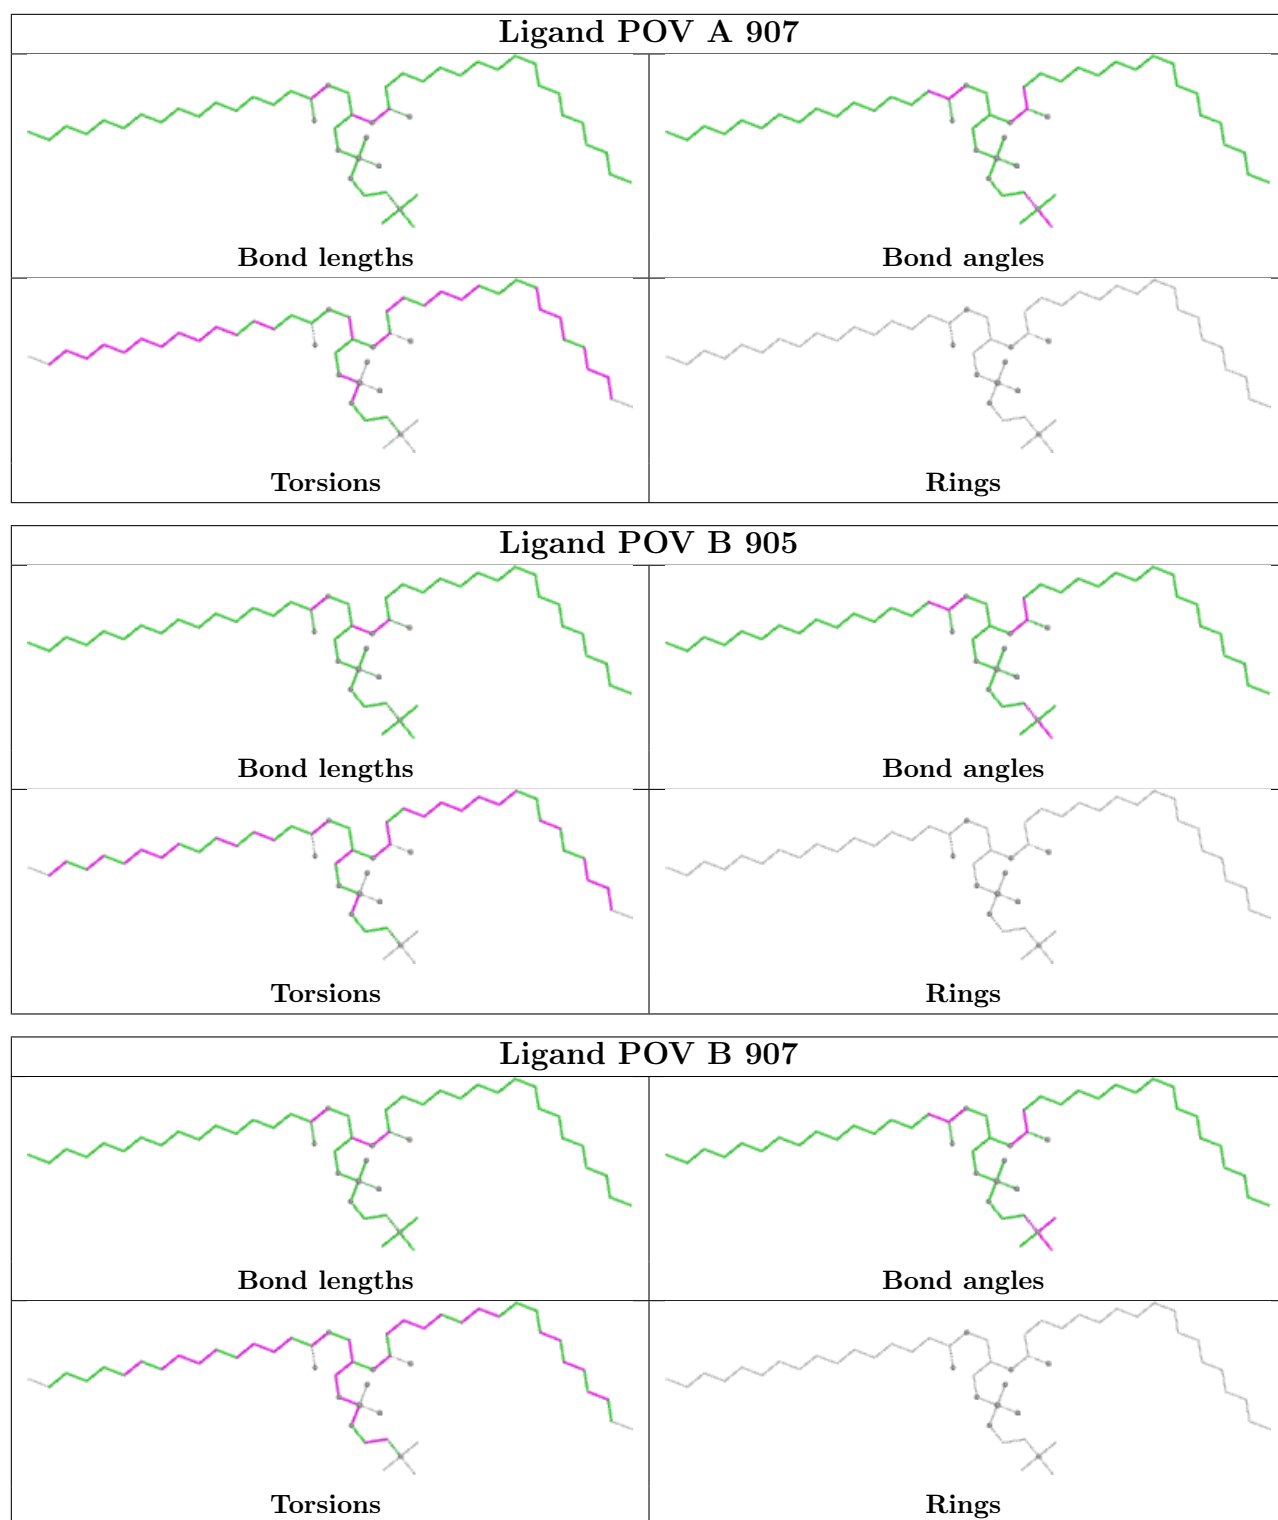 Ligand POV A 907
Bond lengths
Bond angles
Torsions
Rings
Ligand POV B 905
Bond lengths
Bond angles
Torsions
Rings
Ligand POV B 907
Bond lengths
Bond angles
Torsions
Rings